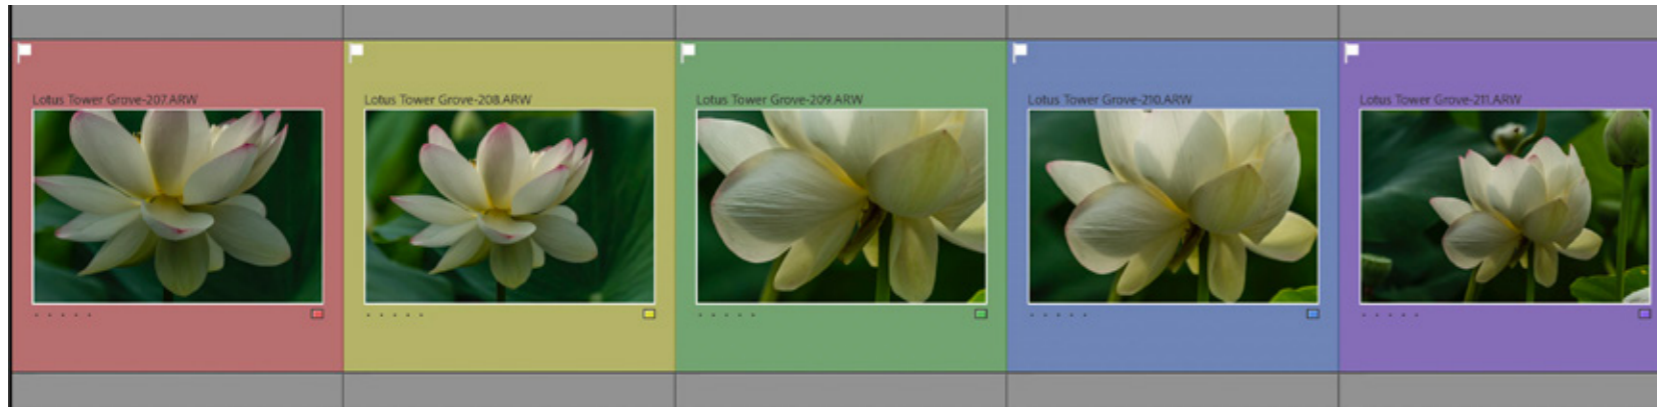 Lotus Tower Grove-207.ARW
Lotus Tower Grove-208.ARW
Lotus Tower Grove-209.ARW
Lotus Tower Grove-210.ARW
Lotus Tower Grove-211.ARW